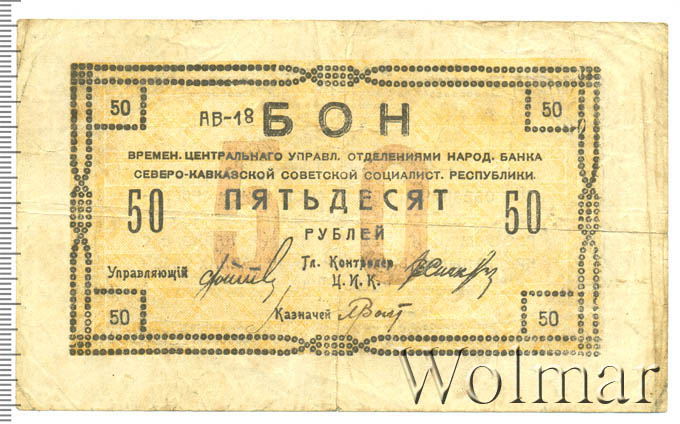 50 50
АВ-18 БОН
ВРЕМЕН. ЦЕНТРАЛЬНАГО УПРАВЛ. ОТДЕЛЕНИЯМИ НАРОД. БАНКА
СЕВЕРО-КАВКАЗСКОЙ СОВЕТСКОЙ СОЦИАЛИСТ. РЕСПУБЛИКИ.
50 ПЯТЬДЕСЯТ 50
50
РУБЛЕЙ
Управляющій Гл. Контролер
Ц.И.К.
Казначей
50 50
Wolmar